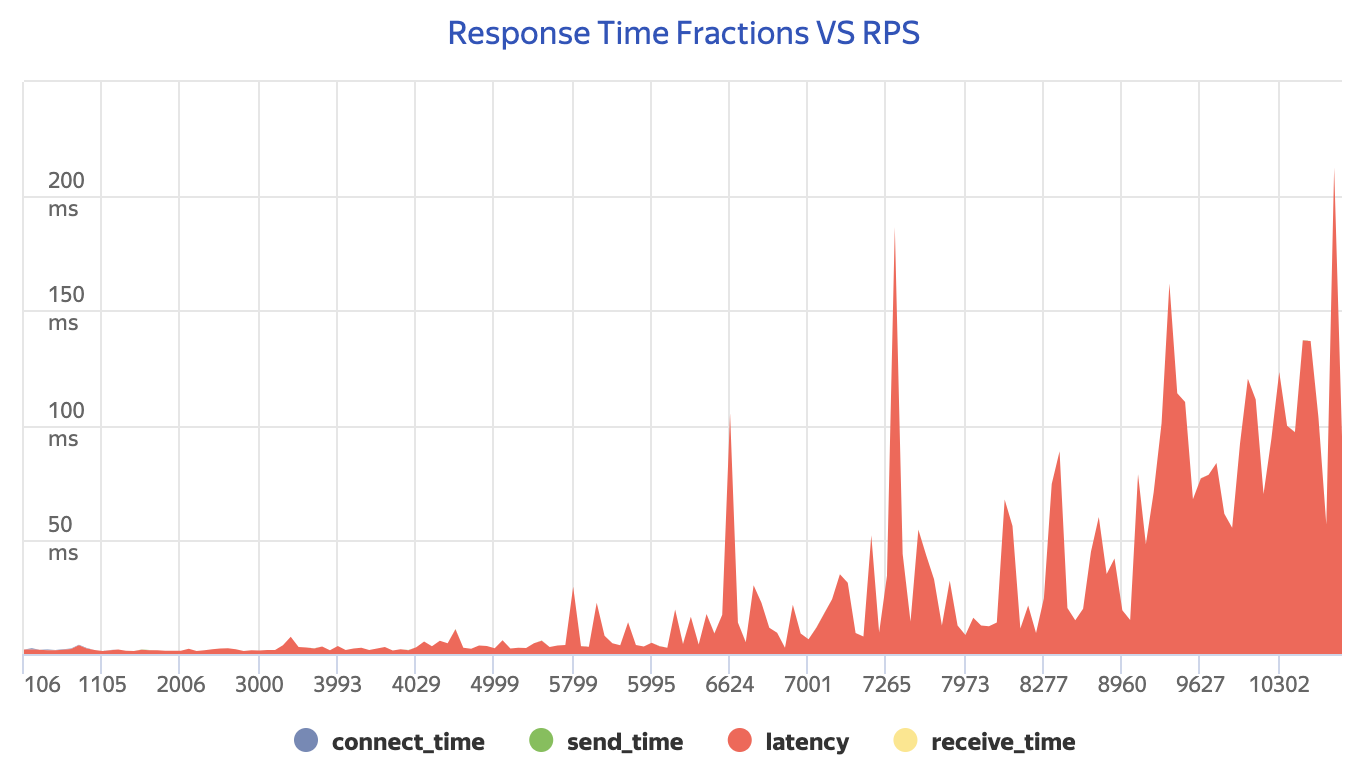 Response Time Fractions VS RPS
200
ms
150
ms
100
ms
50
ms
106 1105 2006 3000 3993 4029 4999 5799 5995 6624 7001 7265 7973 8277 8960 9627 10302
connect_time send_time latency receive_time